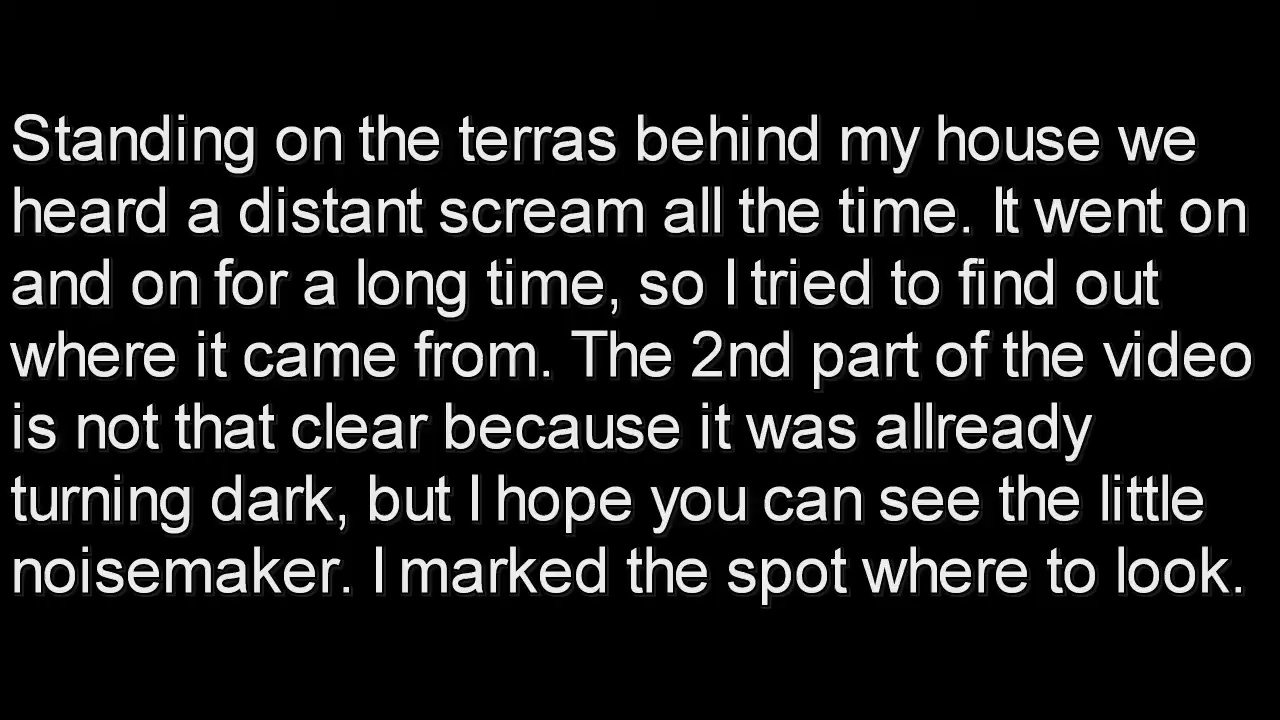 Standing on the terras behind my house we
heard a distant scream all the time. It went on
and on for a long time, so I tried to find out
where it came from. The 2nd part of the video
is not that clear because it was allready
turning dark, but I hope you can see the little
noisemaker. I marked the spot where to look.